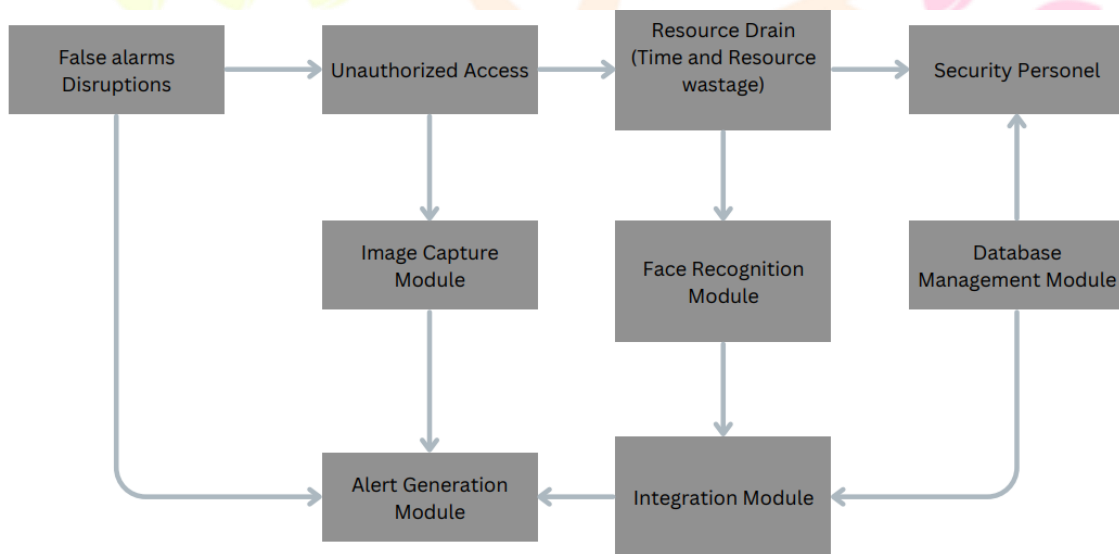 False alarms
Disruptions
Unauthorized Access
Resource Drain
(Time and Resource
wastage)
Security Personel
Image Capture
Module
Face Recognition
Module
Database
Management Module
Alert Generation
Module
Integration Module